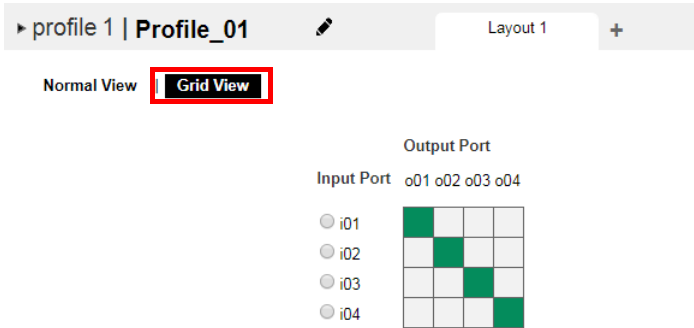 profile 1 | Profile_01 Layout 1 +
Normal View | Grid View
Output Port
Input Port o01 o02 o03 o04
i01
i02
i03
i04